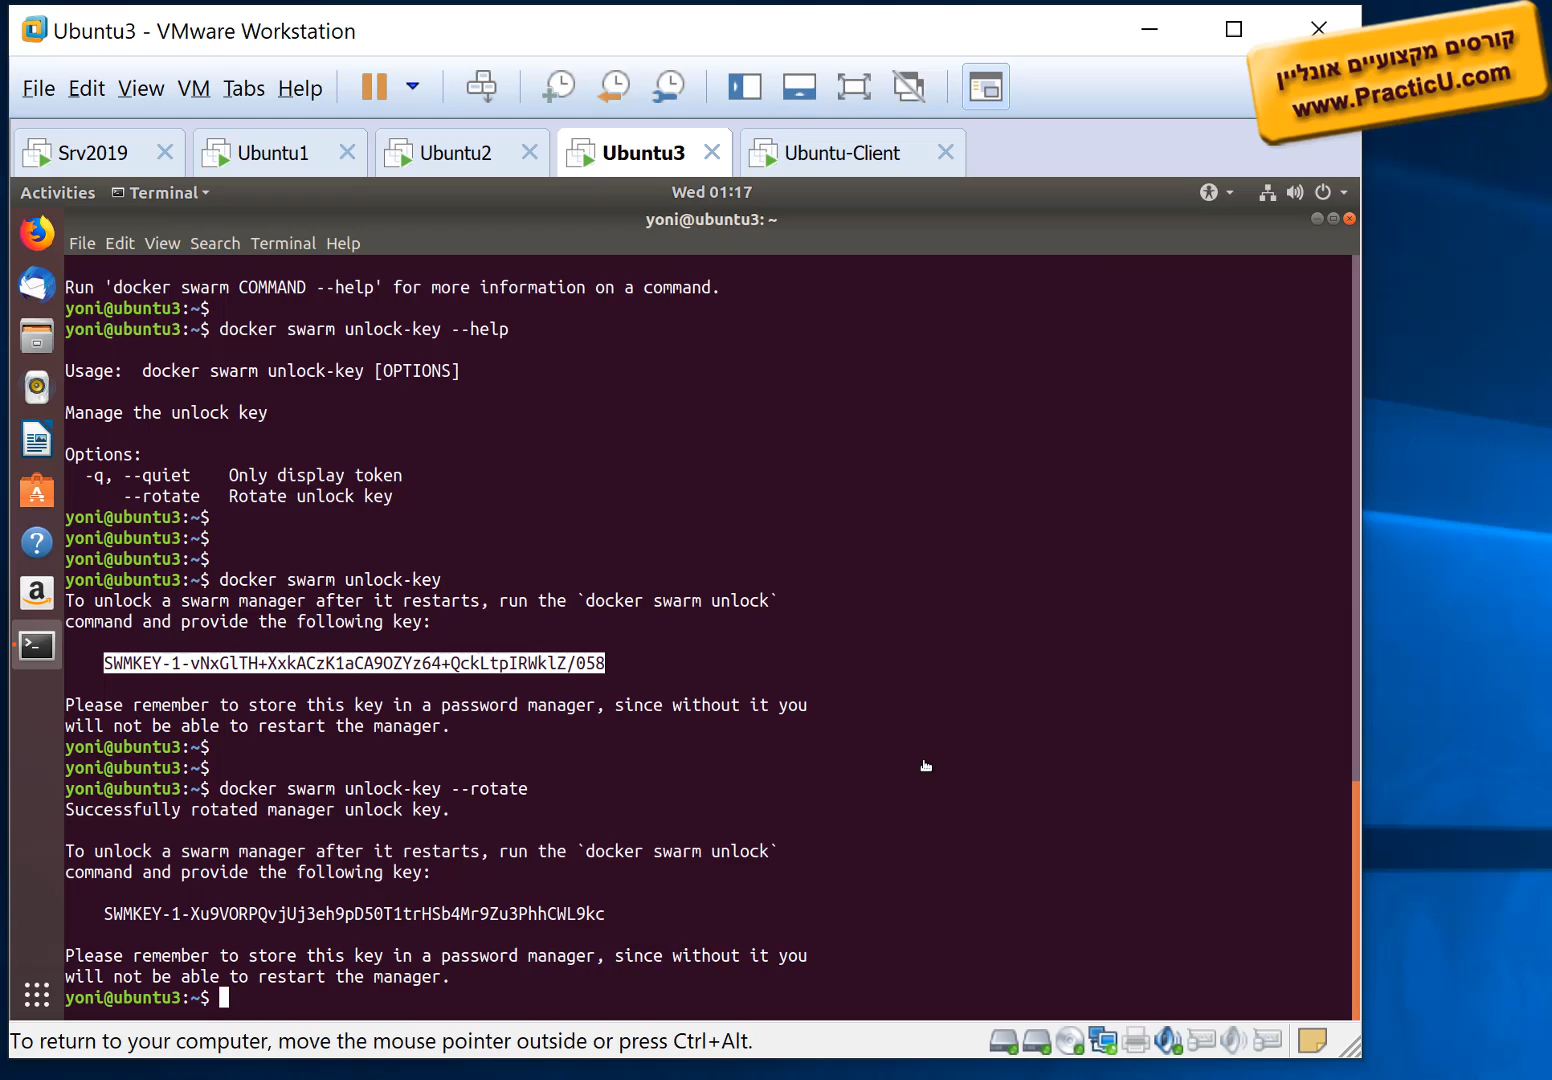 Ubuntu3 - VMware Workstation
קורסים מקצועיים אונליין
www.PracticU.com
File Edit View VM Tabs Help
Srv2019 Ubuntu1 Ubuntu2 Ubuntu3 Ubuntu-Client
Activities Terminal Wed 01:17
yoni@ubuntu3: ~
File Edit View Search Terminal Help
Run 'docker swarm COMMAND --help' for more information on a command.
yoni@ubuntu3:~$
yoni@ubuntu3:~$ docker swarm unlock-key --help
Usage:  docker swarm unlock-key [OPTIONS]
Manage the unlock key
Options:
  -q, --quiet    Only display token
      --rotate   Rotate unlock key
yoni@ubuntu3:~$
yoni@ubuntu3:~$
yoni@ubuntu3:~$
yoni@ubuntu3:~$ docker swarm unlock-key
To unlock a swarm manager after it restarts, run the `docker swarm unlock`
command and provide the following key:
SWMKEY-1-vNxGlTH+XxkACzK1aCA9OZYz64+QckLtpIRWklZ/058
Please remember to store this key in a password manager, since without it you
will not be able to restart the manager.
yoni@ubuntu3:~$
yoni@ubuntu3:~$
yoni@ubuntu3:~$ docker swarm unlock-key --rotate
Successfully rotated manager unlock key.
To unlock a swarm manager after it restarts, run the `docker swarm unlock`
command and provide the following key:
SWMKEY-1-Xu9VORPQvjUj3eh9pD50T1trHSb4Mr9Zu3PhhCWL9kc
Please remember to store this key in a password manager, since without it you
will not be able to restart the manager.
yoni@ubuntu3:~$
To return to your computer, move the mouse pointer outside or press Ctrl+Alt.